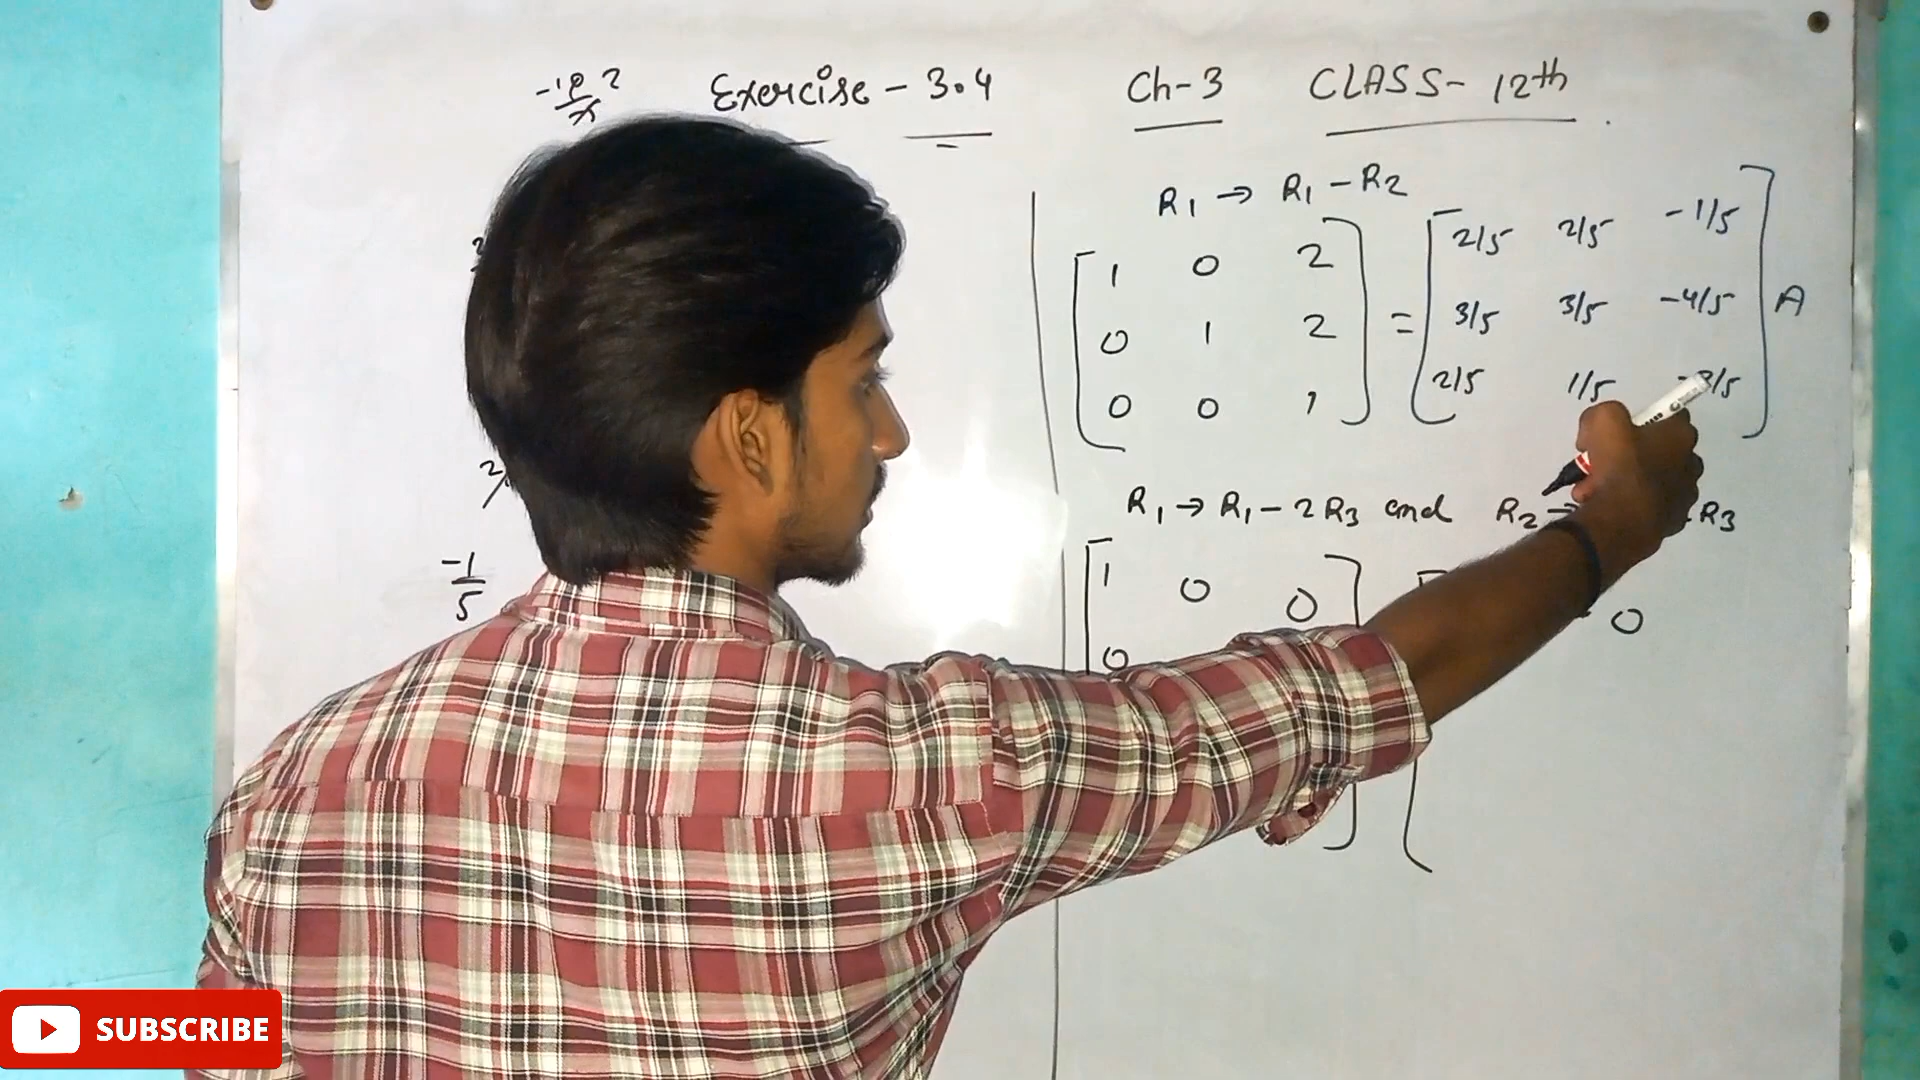 Exercise - 3.4 Ch-3 CLASS- 12th
R1 → R1 - R2
1 0 2
0 1 2
0 0 1
=
2/5 2/5 -1/5
3/5 3/5 -4/5
2/5 1/5 /5
A
R1 → R1 - 2R3 and R2 → R3
1 0 0
0
0
-1/5
SUBSCRIBE